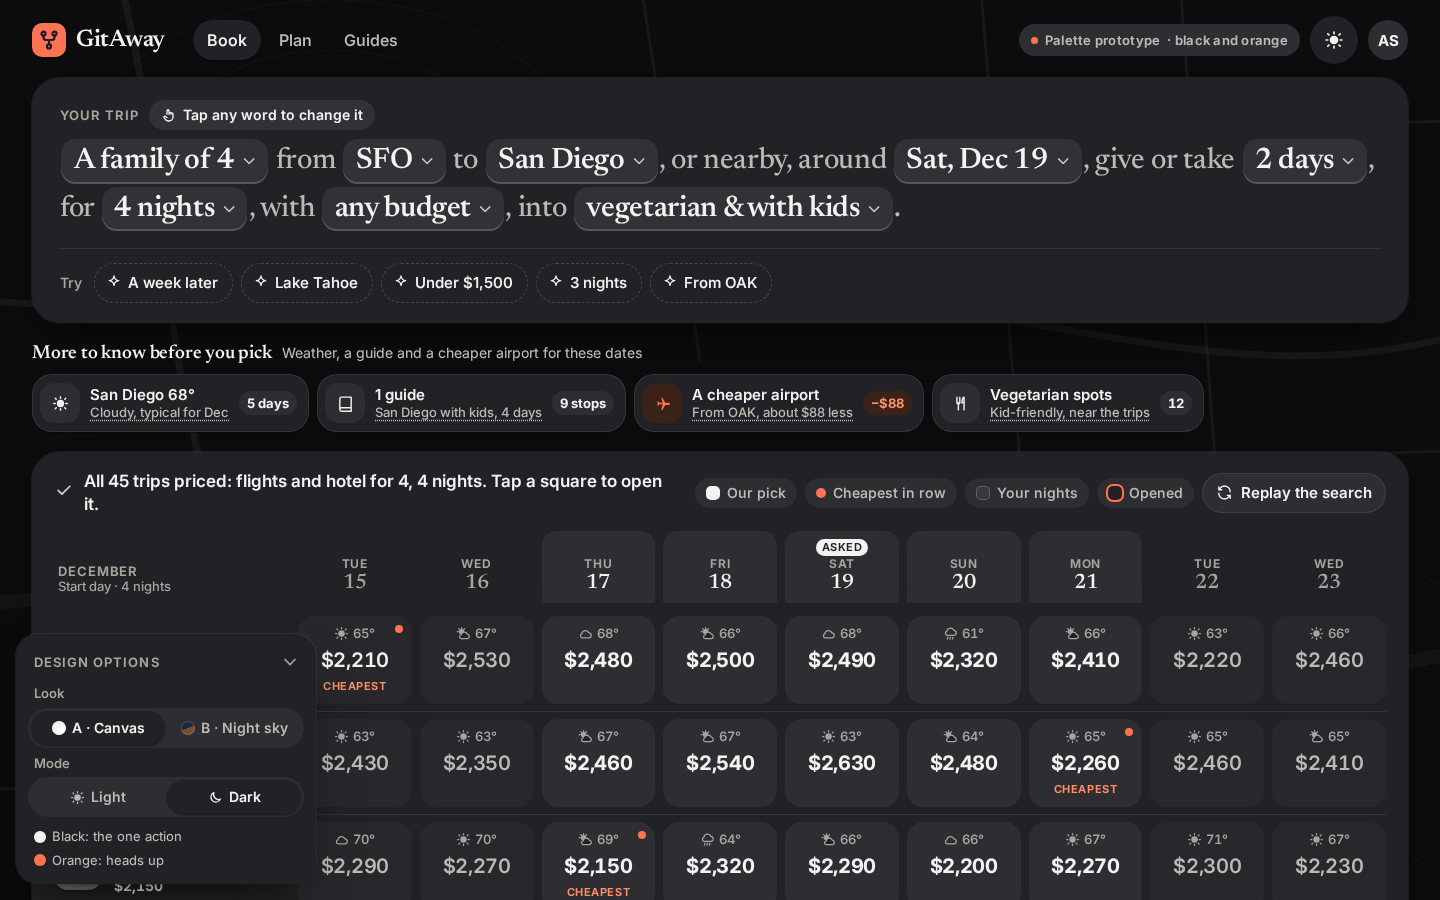 GitAway
Book Plan Guides
Palette prototype · black and orange
AS
YOUR TRIP Tap any word to change it
A family of 4 from SFO to San Diego , or nearby, around Sat, Dec 19 , give or take 2 days ,
for 4 nights , with any budget , into vegetarian & with kids .
Try A week later Lake Tahoe Under $1,500 3 nights From OAK
More to know before you pick Weather, a guide and a cheaper airport for these dates
San Diego 68°
Cloudy, typical for Dec
5 days
1 guide
San Diego with kids, 4 days
9 stops
A cheaper airport
From OAK, about $88 less
−$88
Vegetarian spots
Kid-friendly, near the trips
12
All 45 trips priced: flights and hotel for 4, 4 nights. Tap a square to open
it.
Our pick Cheapest in row Your nights Opened Replay the search
DECEMBER
Start day · 4 nights
ASKED
TUE WED THU FRI SAT SUN MON TUE WED
15 16 17 18 19 20 21 22 23
65° 67° 68° 66° 68° 61° 66° 63° 66°
$2,210 $2,530 $2,480 $2,500 $2,490 $2,320 $2,410 $2,220 $2,460
CHEAPEST
63° 63° 67° 67° 63° 64° 65° 65° 65°
$2,430 $2,350 $2,460 $2,540 $2,630 $2,480 $2,260 $2,460 $2,410
CHEAPEST
70° 70° 69° 64° 66° 66° 67° 71° 67°
$2,290 $2,270 $2,150 $2,320 $2,290 $2,200 $2,270 $2,300 $2,230
CHEAPEST
DESIGN OPTIONS
Look
A · Canvas B · Night sky
Mode
Light Dark
Black: the one action
Orange: heads up
$2,150